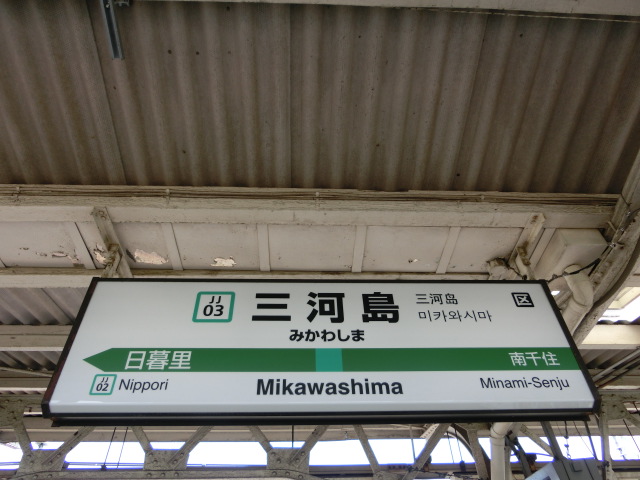 JJ
03
三河島
三河岛
미카와시마
区
みかわしま
日暮里
南千住
JJ
02
Nippori
Mikawashima
Minami-Senju